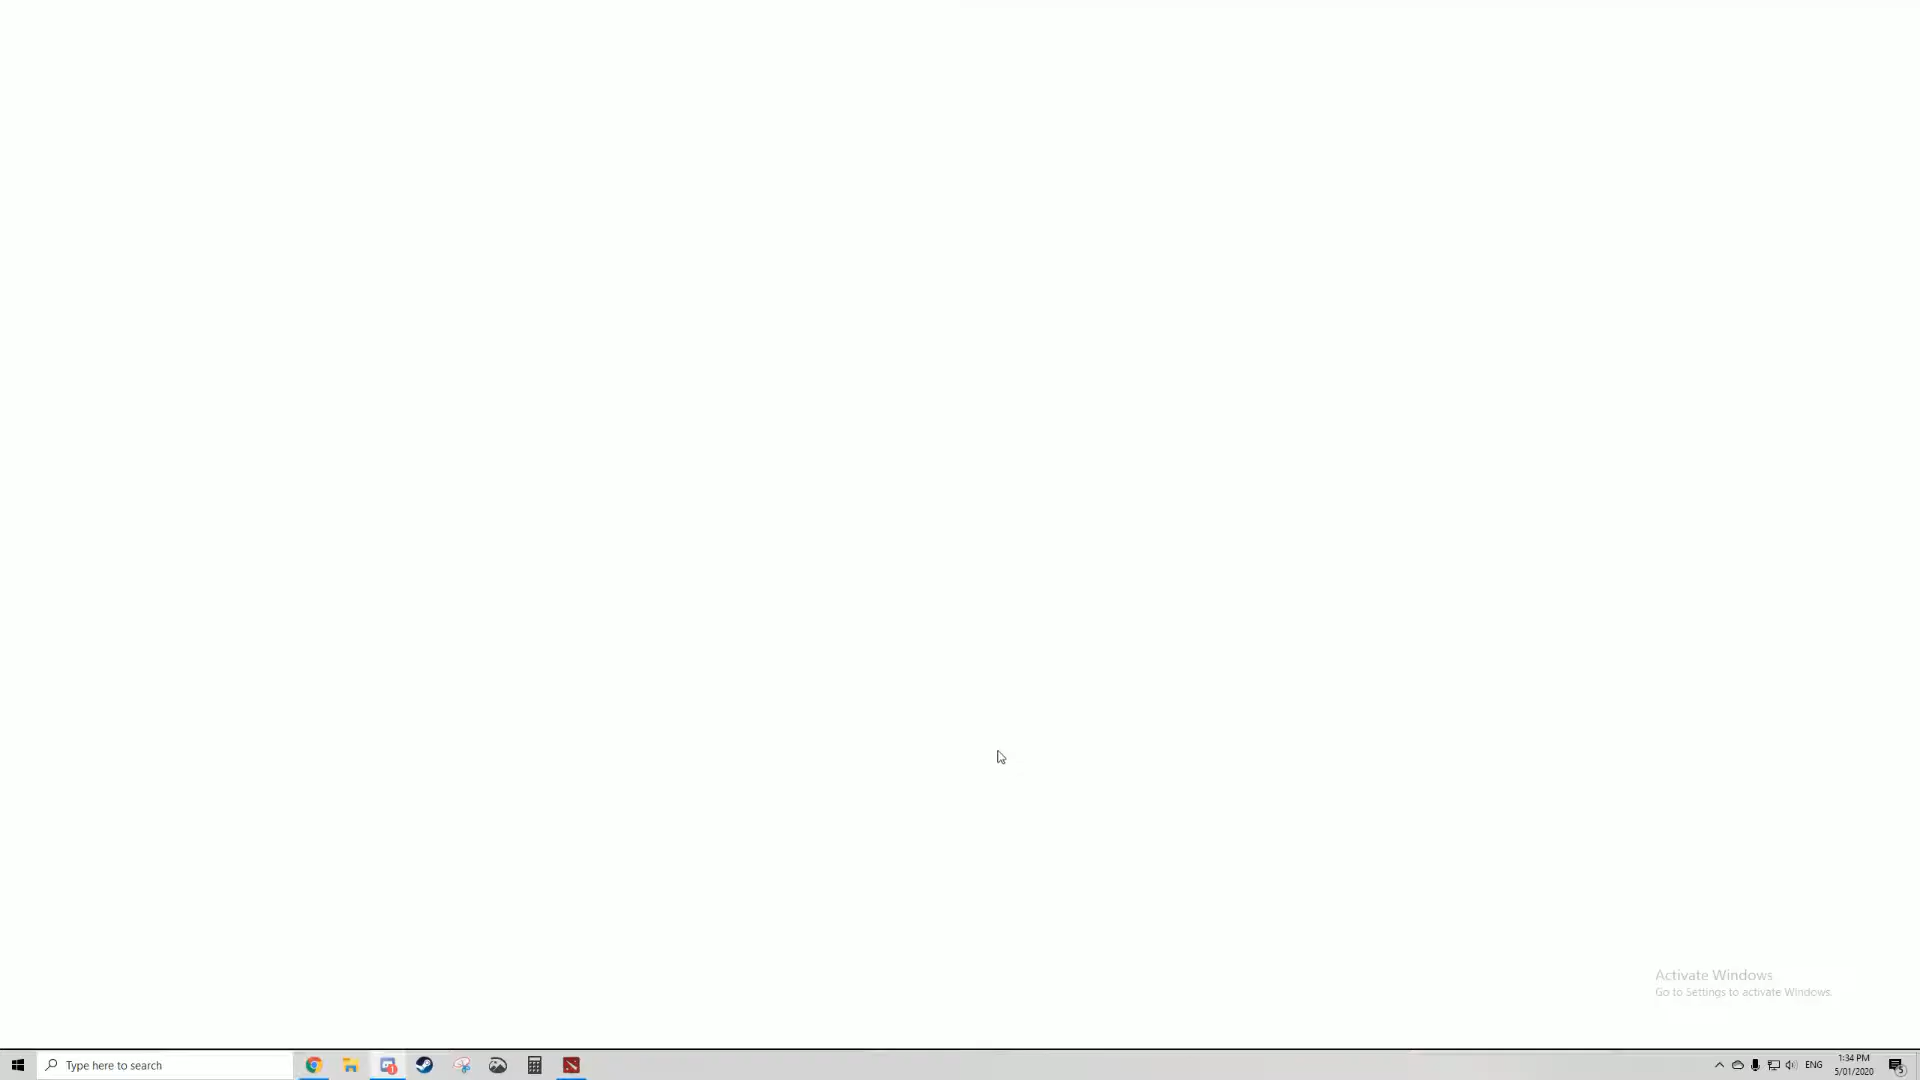 Activate Windows
Go to Settings to activate Windows.
Type here to search
ENG
1:34 PM
5/01/2020